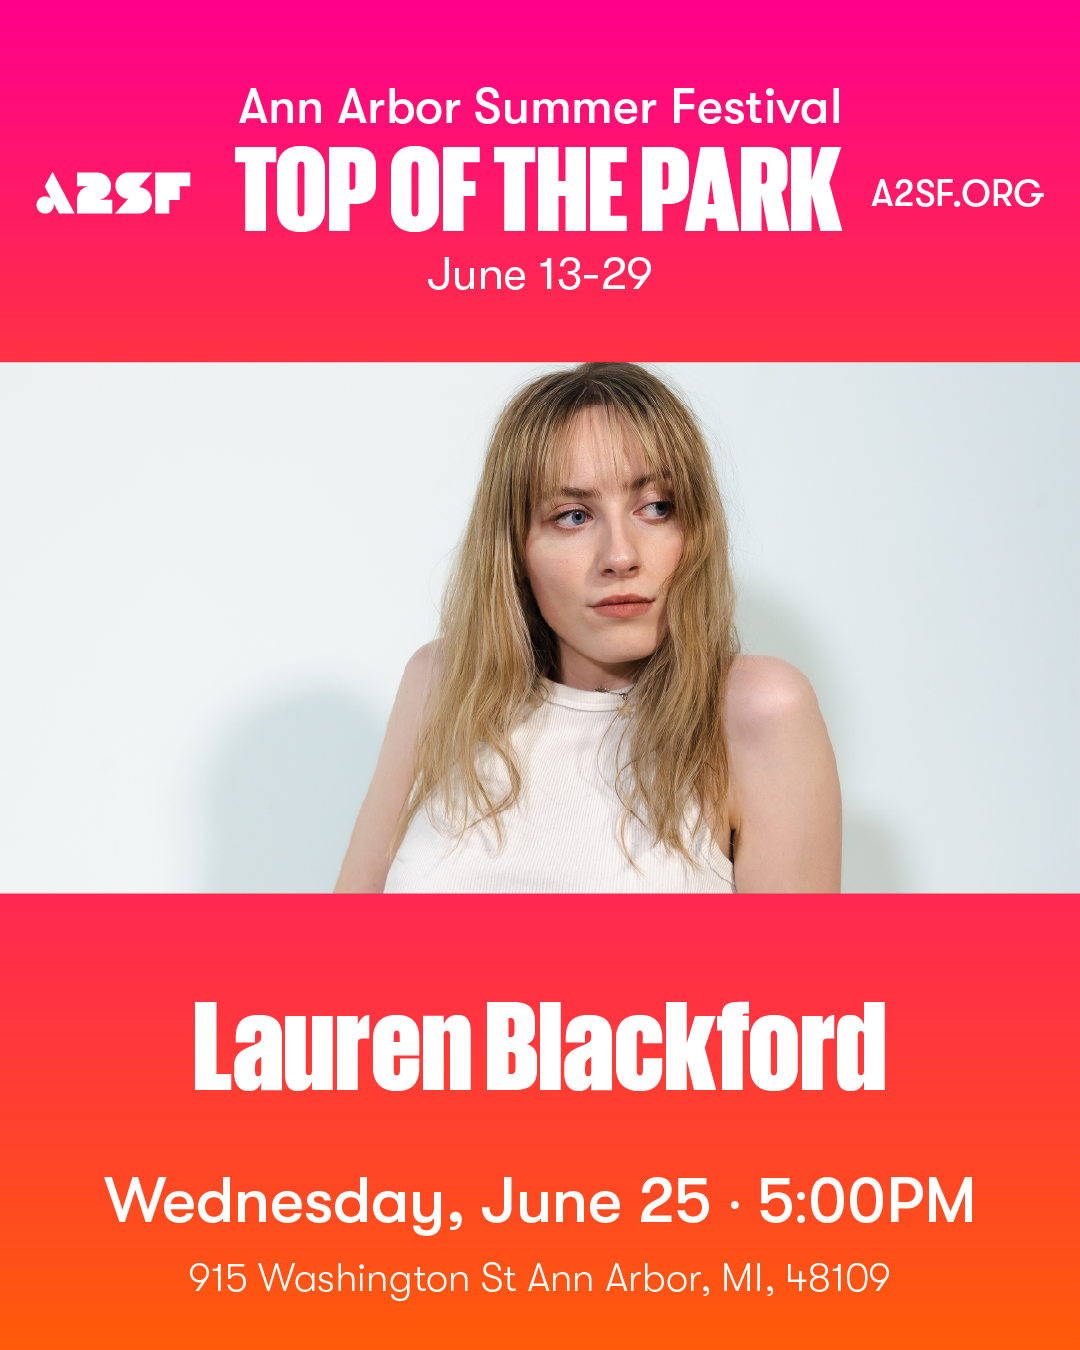 Ann Arbor Summer Festival
A2SF
TOP OF THE PARK
A2SF.ORG
June 13-29
Lauren Blackford
Wednesday, June 25 · 5:00PM
915 Washington St Ann Arbor, MI, 48109